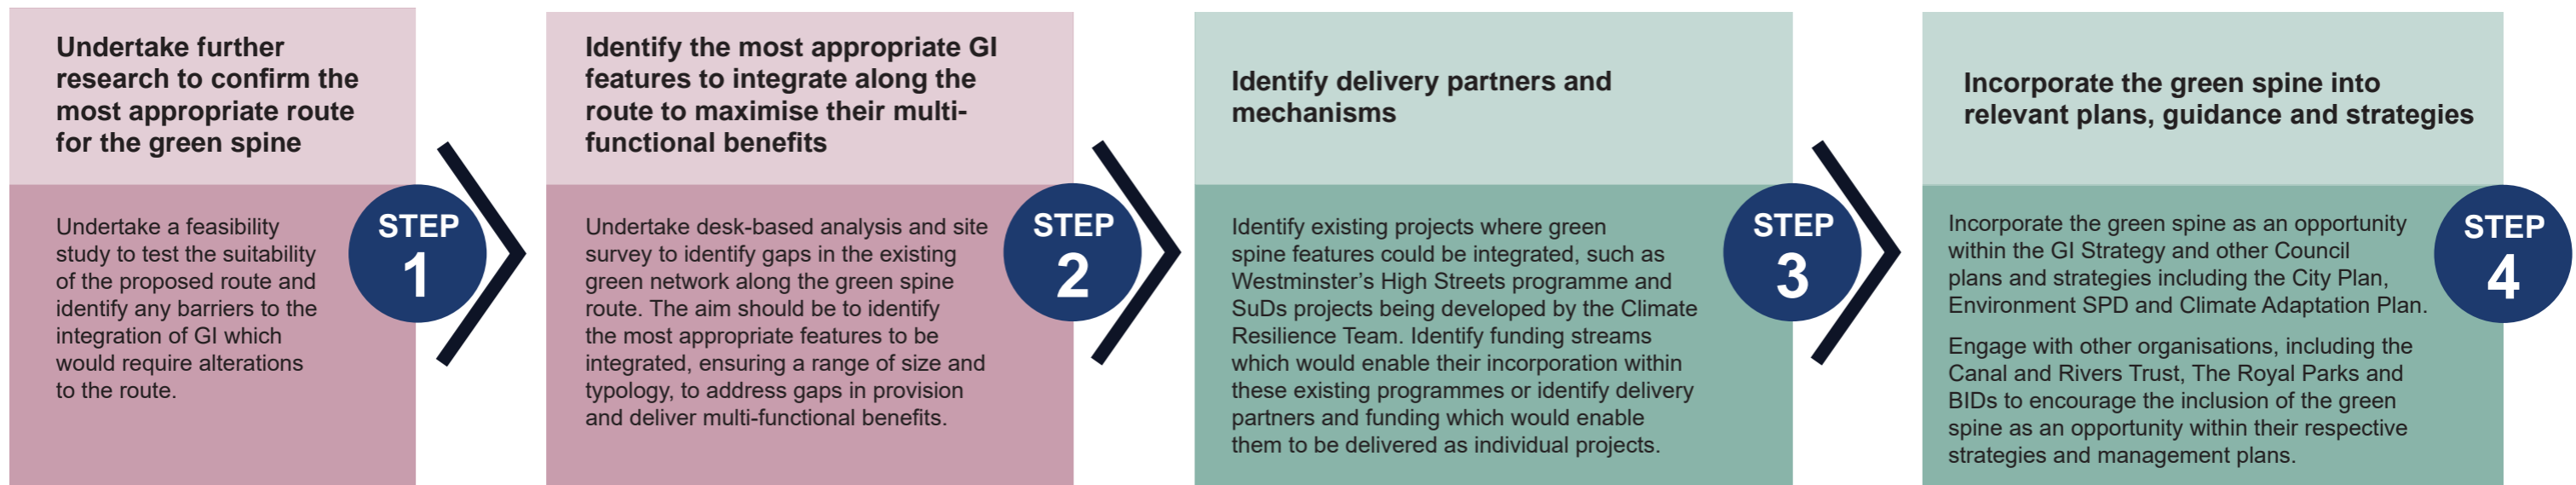 Undertake further
research to confirm the
most appropriate route
for the green spine
Undertake a feasibility
study to test the suitability
of the proposed route and
identify any barriers to the
integration of GI which
would require alterations
to the route.
STEP
1
Identify the most appropriate GI
features to integrate along the
route to maximise their multi-
functional benefits
Undertake desk-based analysis and site
survey to identify gaps in the existing
green network along the green spine
route. The aim should be to identify
the most appropriate features to be
integrated, ensuring a range of size and
typology, to address gaps in provision
and deliver multi-functional benefits.
STEP
2
Identify delivery partners and
mechanisms
Identify existing projects where green
spine features could be integrated, such as
Westminster’s High Streets programme and
SuDs projects being developed by the Climate
Resilience Team. Identify funding streams
which would enable their incorporation within
these existing programmes or identify delivery
partners and funding which would enable
them to be delivered as individual projects.
STEP
3
Incorporate the green spine into
relevant plans, guidance and strategies
Incorporate the green spine as an opportunity
within the GI Strategy and other Council
plans and strategies including the City Plan,
Environment SPD and Climate Adaptation Plan.
Engage with other organisations, including the
Canal and Rivers Trust, The Royal Parks and
BIDs to encourage the inclusion of the green
spine as an opportunity within their respective
strategies and management plans.
STEP
4